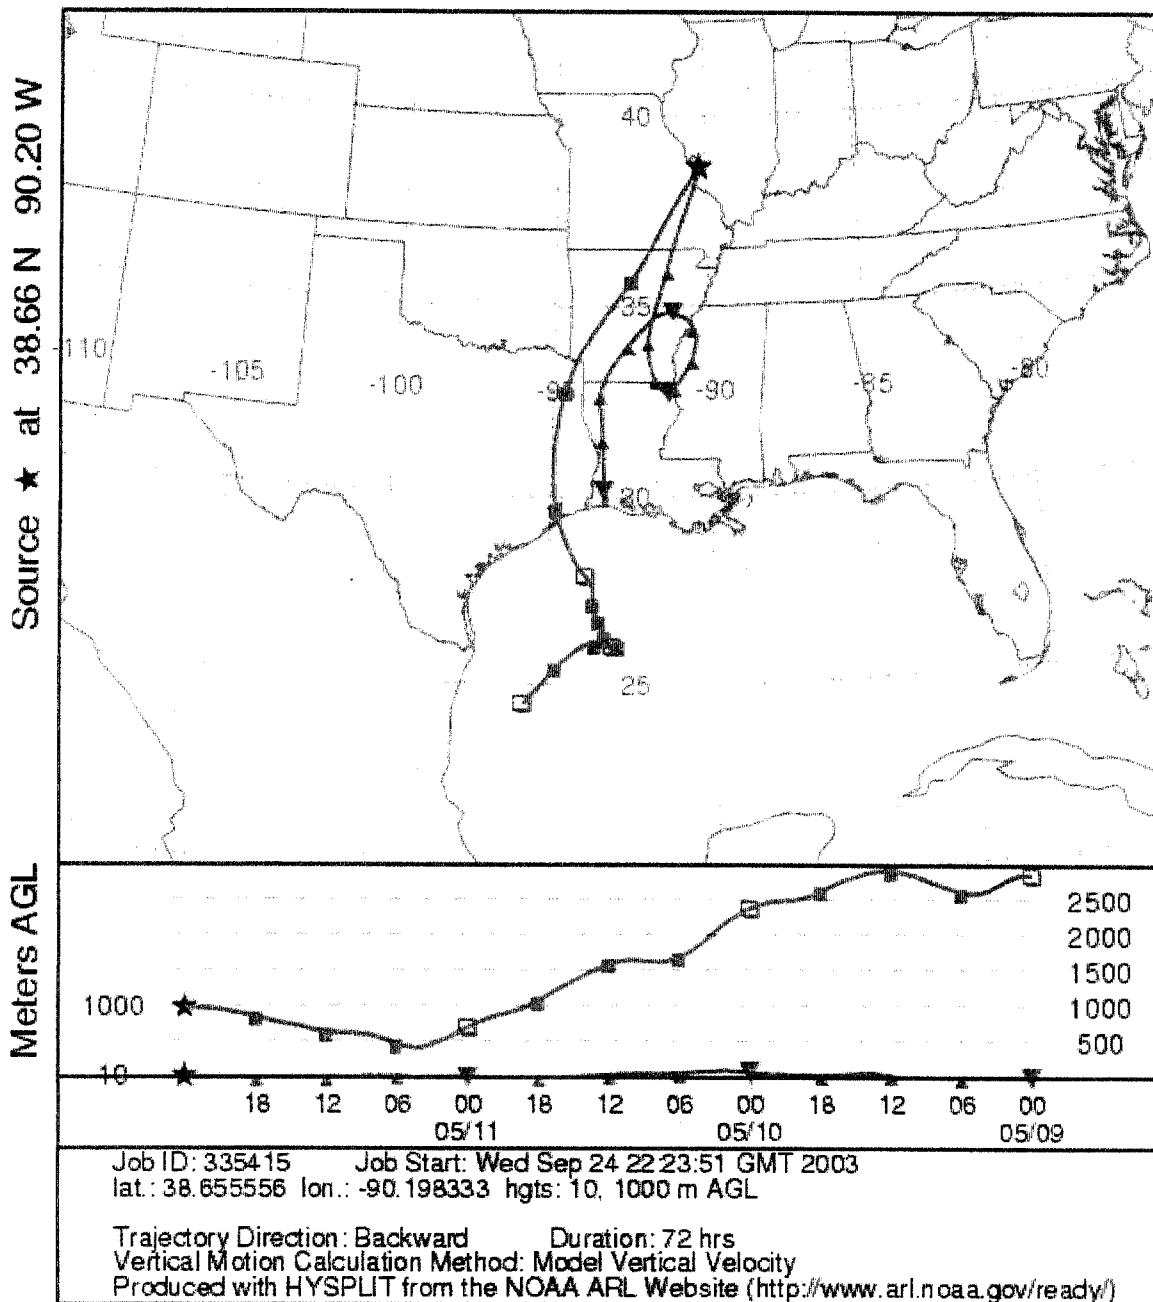 Source ★ at 38.66 N 90.20 W
40
35
-110
-105
-100
-95
-90
-85
-80
30
25
Meters AGL
2500
2000
1500
1000
1000
500
10
18 12 06 00 18 12 06 00 18 12 06 00
05/11 05/10 05/09
Job ID: 335415 Job Start: Wed Sep 24 22:23:51 GMT 2003
lat.: 38.655556 lon.: -90.198333 hgts: 10, 1000 m AGL
Trajectory Direction: Backward Duration: 72 hrs
Vertical Motion Calculation Method: Model Vertical Velocity
Produced with HYSPLIT from the NOAA ARL Website (http://www.arl.noaa.gov/ready/)